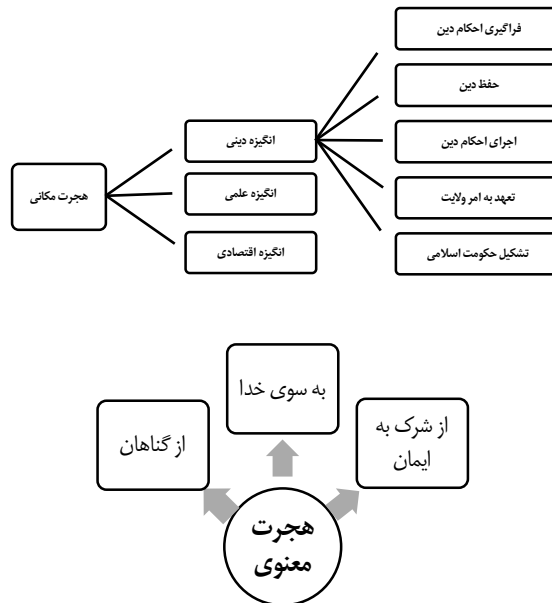 فراگیری احکام دین
حفظ دین
انگیزه دینی
اجرای احکام دین
هجرت مکانی
انگیزه علمی
تعهد به امر ولایت
انگیزه اقتصادی
تشکیل حکومت اسلامی
به سوی خدا
از شرک به
ایمان
از گناهان
هجرت
معنوی